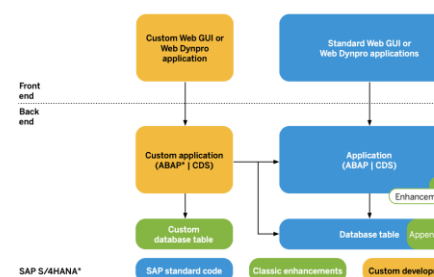 Custom Web GUI or
Web Dynpro
application
Standard Web GUI or
Web Dynpro applications
Front
end
Back
end
Custom application
(ABAP* | CDS)
Application
(ABAP | CDS)
Enhancem
Custom
database table
Database table
Appen
SAP S/4HANA*
SAP standard code
Classic enhancements
Custom develop